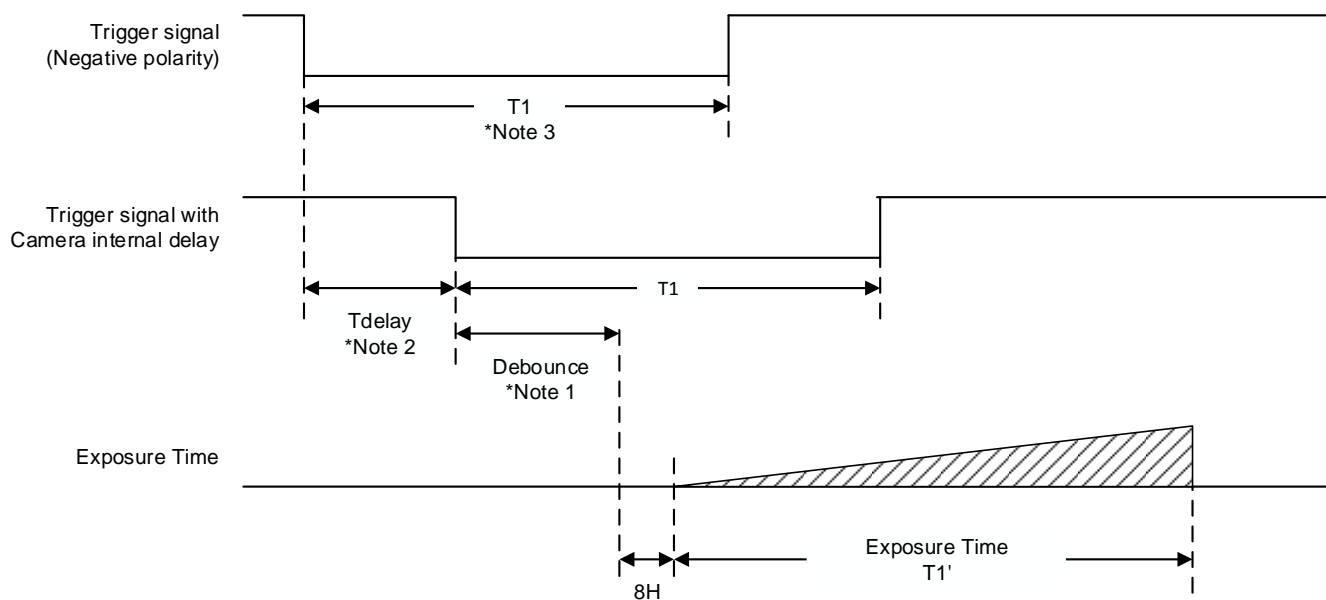 Trigger signal
(Negative polarity)
T1
*Note 3
Trigger signal with
Camera internal delay
T1
Tdelay
*Note 2
Debounce
*Note 1
Exposure Time
Exposure Time
T1'
8H